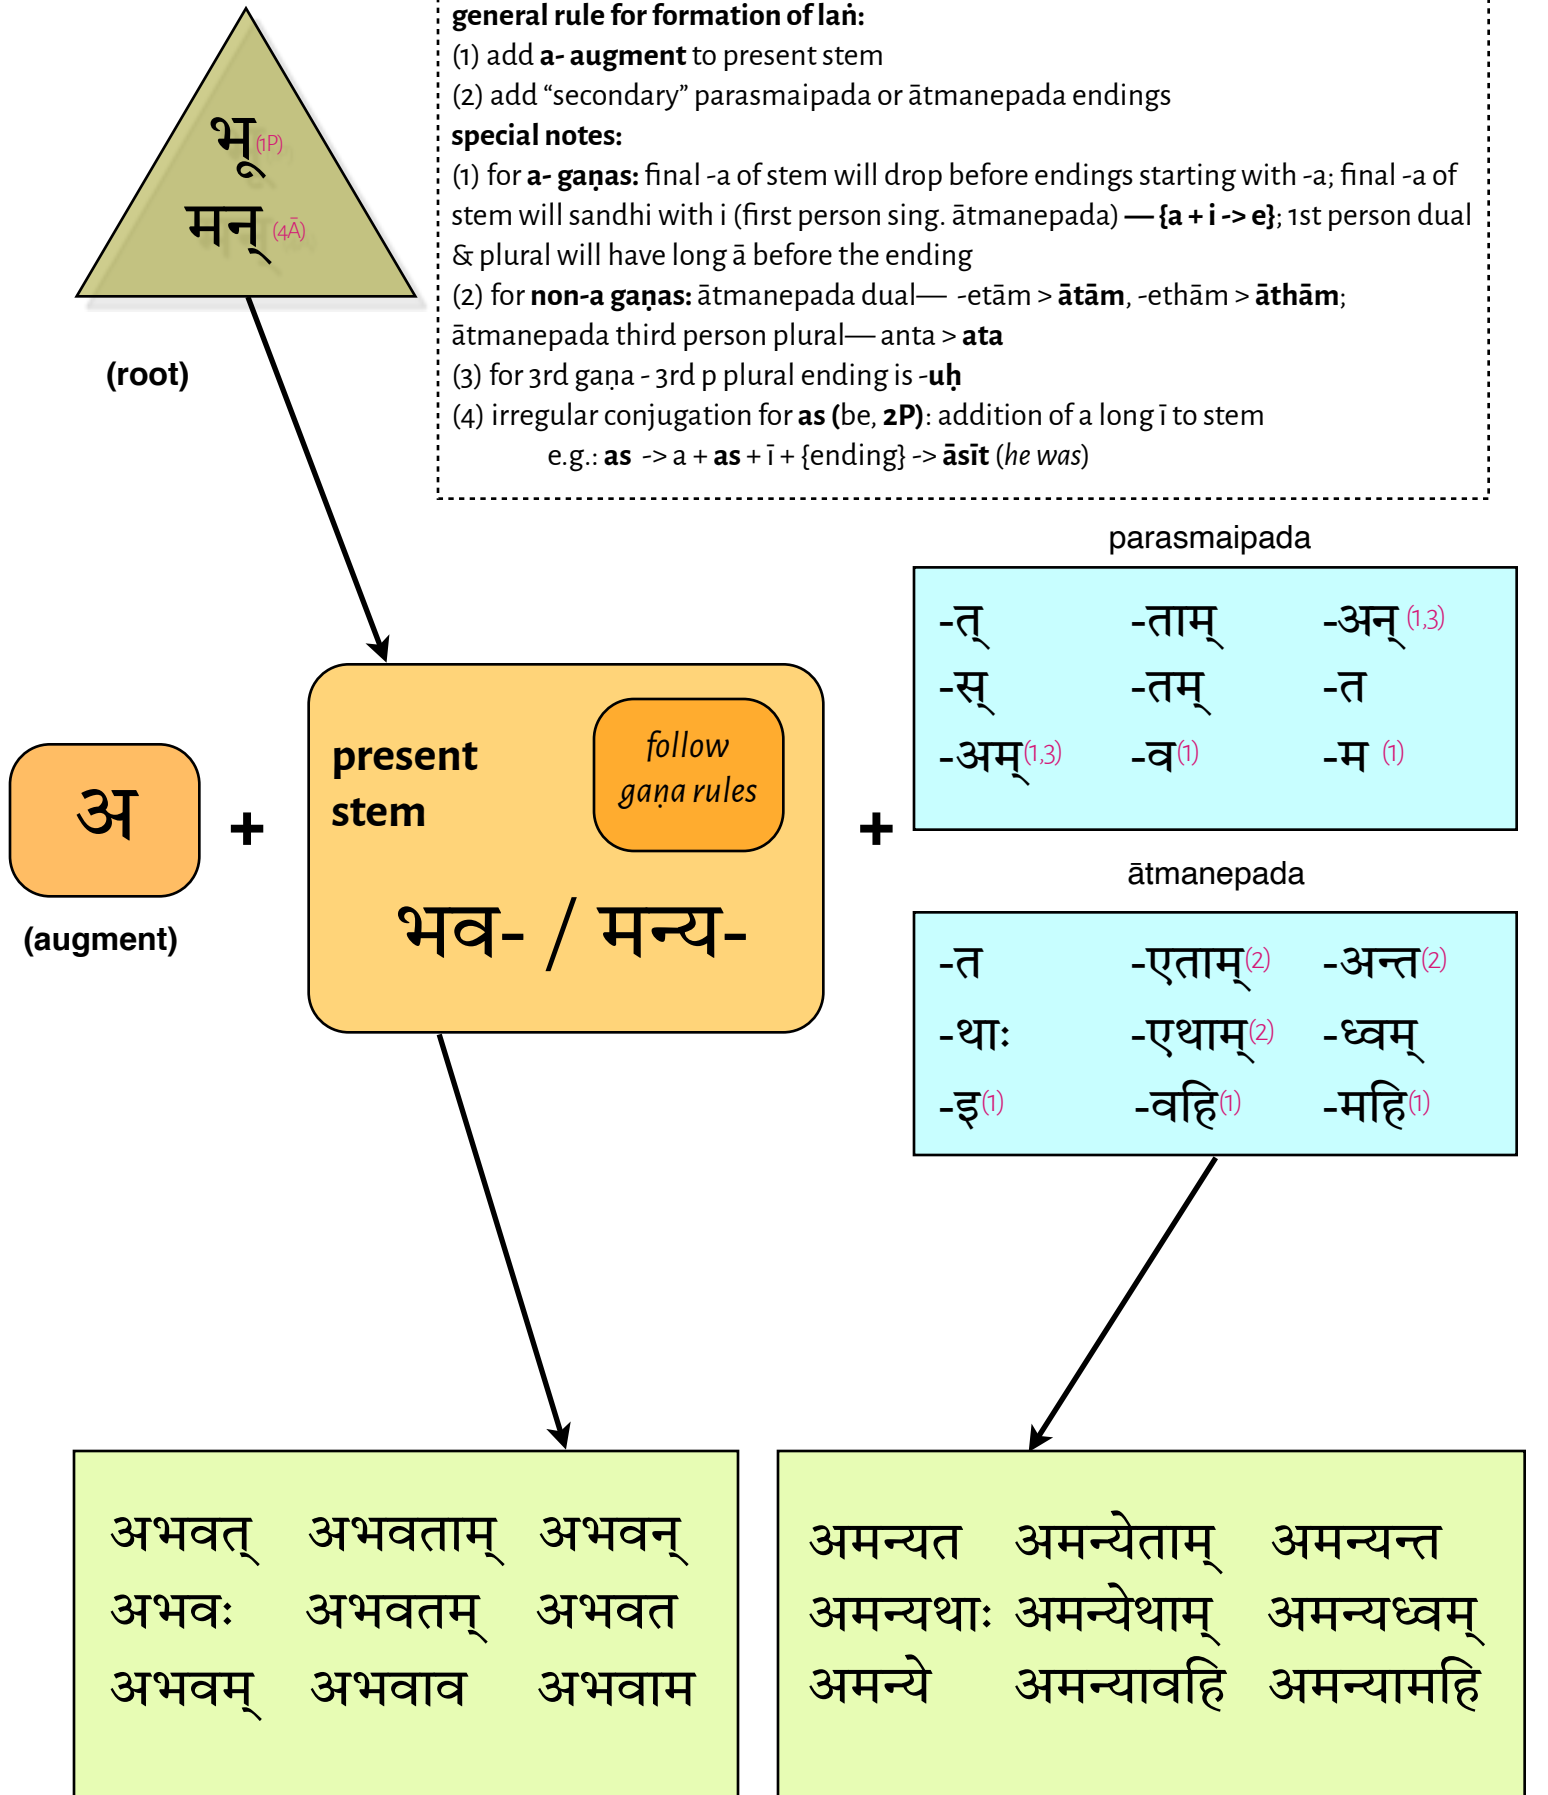 general rule for formation of laṅ:
(1) add a- augment to present stem
(2) add “secondary” parasmaipada or ātmanepada endings
special notes:
(1) for a- gaṇas: final -a of stem will drop before endings starting with -a; final -a of
stem will sandhi with i (first person sing. ātmanepada) — {a + i -> e}; 1st person dual
& plural will have long ā before the ending
(2) for non-a gaṇas: ātmanepada dual— -etām > ātām, -ethām > āthām;
ātmanepada third person plural— anta > ata
(3) for 3rd gaṇa - 3rd p plural ending is -uḥ
(4) irregular conjugation for as (be, 2P): addition of a long ī to stem
e.g.: as -> a + as + ī + {ending} -> āsīt (he was)
भू (1P)
मन् (4Ā)
(root)
अ
(augment)
+
present
stem
follow
gaṇa rules
भव- / मन्य-
+
parasmaipada
-त् -ताम् -अन् (1,3)
-स् -तम् -त
-अम् (1,3) -व (1) -म (1)
ātmanepada
-त -एताम् (2) -अन्त (2)
-थाः -एथाम् (2) -ध्वम्
-इ (1) -वहि (1) -महि (1)
अभवत् अभवताम् अभवन्
अभवः अभवतम् अभवत
अभवम् अभवाव अभवाम
अमन्यत अमन्येताम् अमन्यन्त
अमन्यथाः अमन्येथाम् अमन्यध्वम्
अमन्ये अमन्यावहि अमन्यामहि